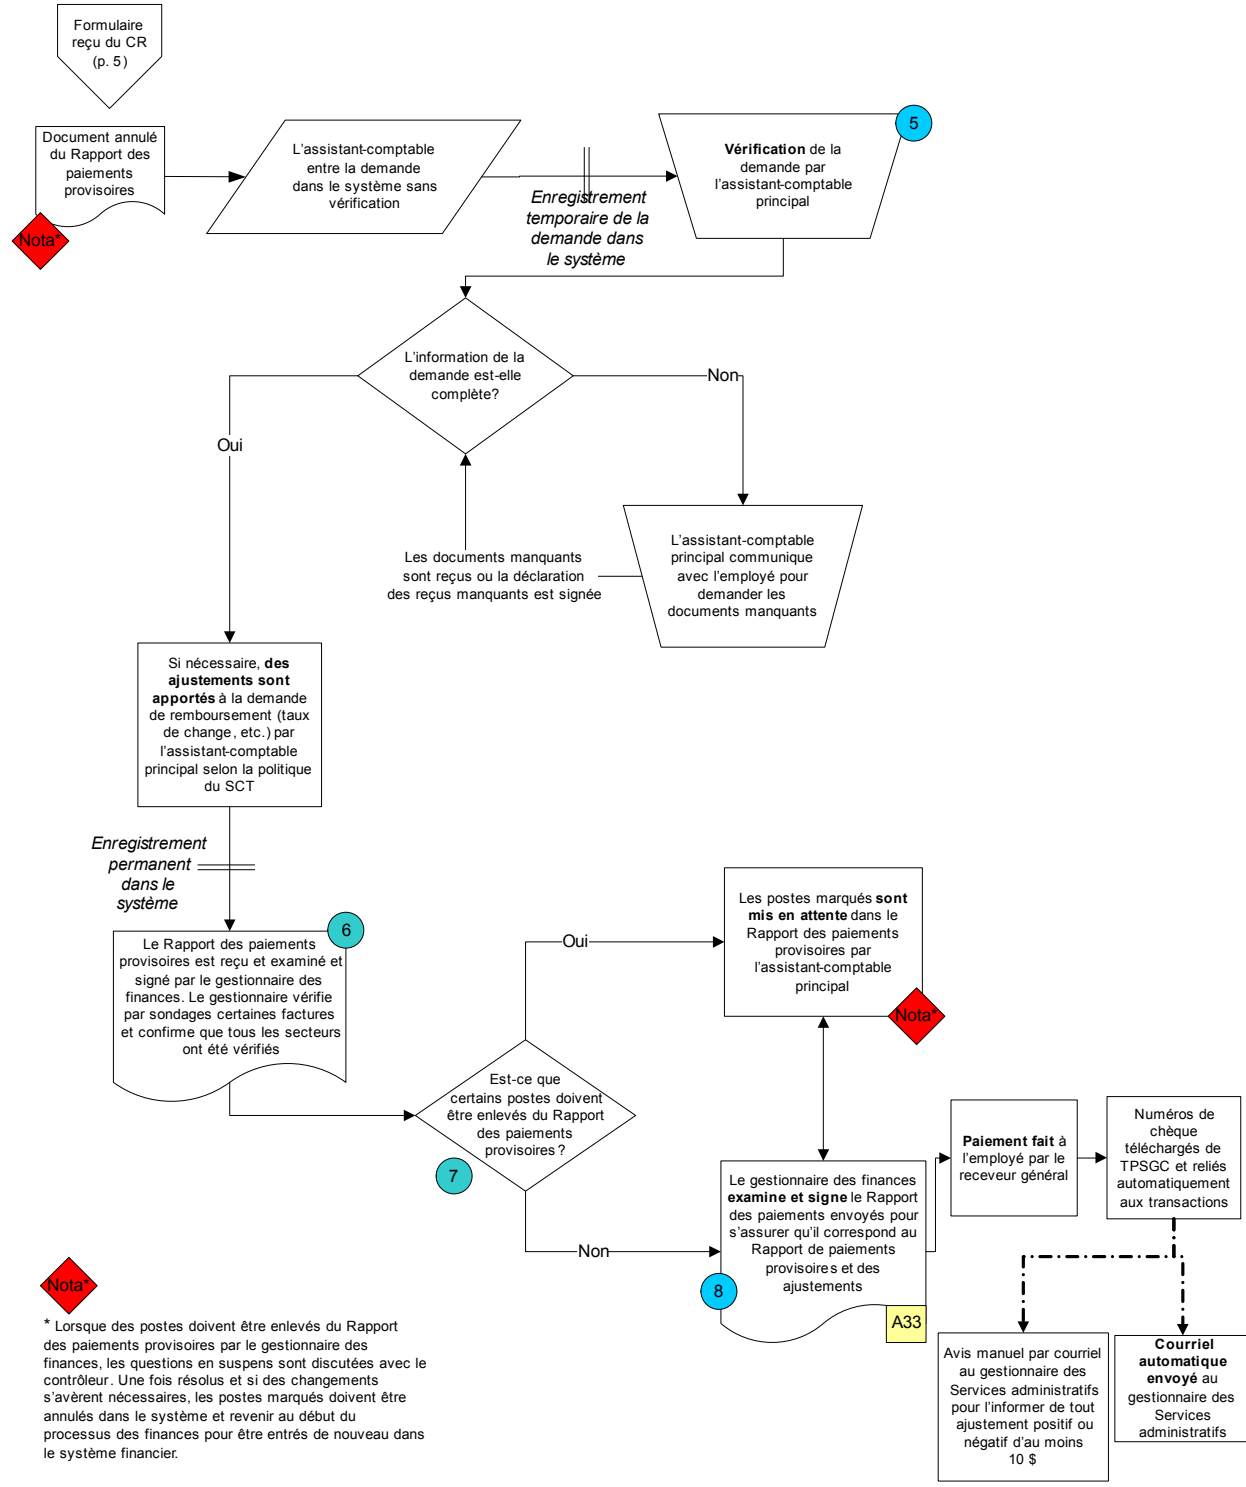 Formulaire
reçu du CR
(p. 5)
Document annulé
du Rapport des
paiements
provisoires
Nota*
L'assistant-comptable
entre la demande
dans le système sans
vérification
Enregistrement
temporaire de la
demande dans
le système
Vérification de la
demande par
l'assistant-comptable
principal
5
L'information de la
demande est-elle
complète?
Non
Oui
L'assistant-comptable
principal communique
avec l'employé pour
demander les
documents manquants
Les documents manquants
sont reçus ou la déclaration
des reçus manquants est signée
Si nécessaire, des
ajustements sont
apportés à la demande
de remboursement (taux
de change, etc.) par
l'assistant-comptable
principal selon la politique
du SCT
Enregistrement
permanent
dans le
système
6
Le Rapport des paiements
provisoires est reçu et examiné et
signé par le gestionnaire des
finances. Le gestionnaire vérifie
par sondages certaines factures
et confirme que tous les secteurs
ont été vérifiés
Est-ce que
certains postes doivent
être enlevés du Rapport
des paiements
provisoires?
7
Oui
Les postes marqués sont
mis en attente dans le
Rapport des paiements
provisoires par
l'assistant-comptable
principal
Nota*
Non
Le gestionnaire des finances
examine et signe le Rapport
des paiements envoyés pour
s'assurer qu'il correspond au
Rapport de paiements
provisoires et des
ajustements
8
A33
Paiement fait à
l'employé par le
receveur général
Numéros de
chèque
téléchargés de
TPSGC et reliés
automatiquement
aux transactions
Avis manuel par courriel
au gestionnaire des
Services administratifs
pour l'informer de tout
ajustement positif ou
négatif d'au moins
10 $
Courriel
automatique
envoyé au
gestionnaire des
Services
administratifs
Nota*
* Lorsque des postes doivent être enlevés du Rapport
des paiements provisoires par le gestionnaire des
finances, les questions en suspens sont discutées avec le
contrôleur. Une fois résolus et si des changements
s'avèrent nécessaires, les postes marqués doivent être
annulés dans le système et revenir au début du
processus des finances pour être entrés de nouveau dans
le système financier.